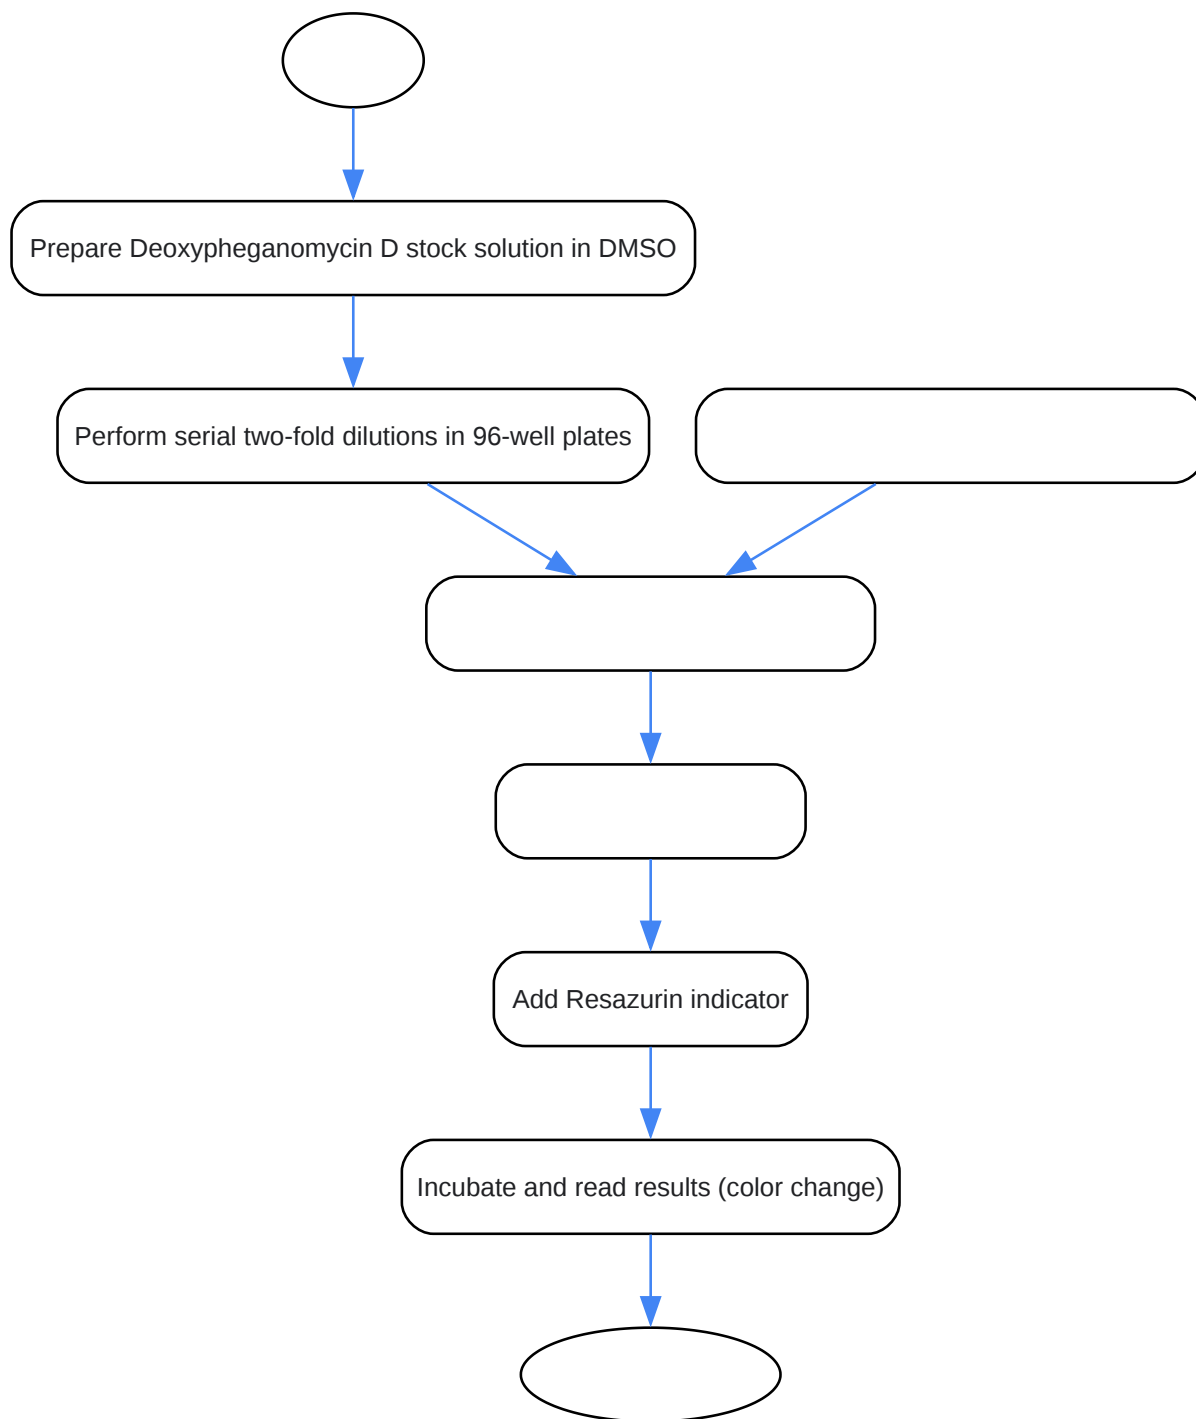 Prepare Deoxypheganomycin D stock solution in DMSO
Perform serial two-fold dilutions in 96-well plates
Add Resazurin indicator
Incubate and read results (color change)